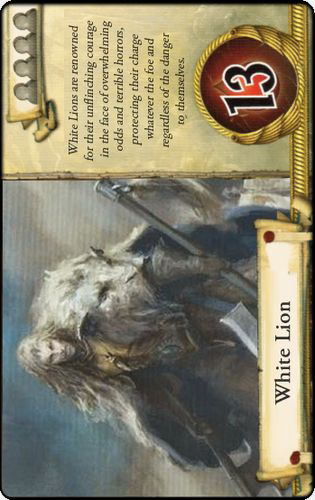 White Lions are renowned
for their unflinching courage
in the face of overwhelming
odds and terrible horrors,
protecting their charge
whatever the foe and
regardless of the danger
to themselves.
13
White Lion